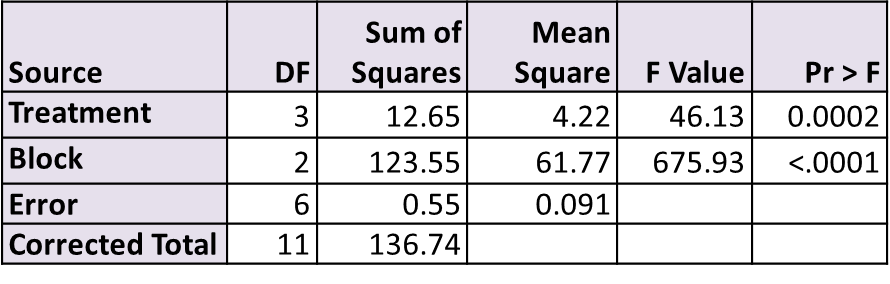 Source DF Sum of Squares Mean Square F Value Pr > F
Treatment 3 12.65 4.22 46.13 0.0002
Block 2 123.55 61.77 675.93 <.0001
Error 6 0.55 0.091
Corrected Total 11 136.74